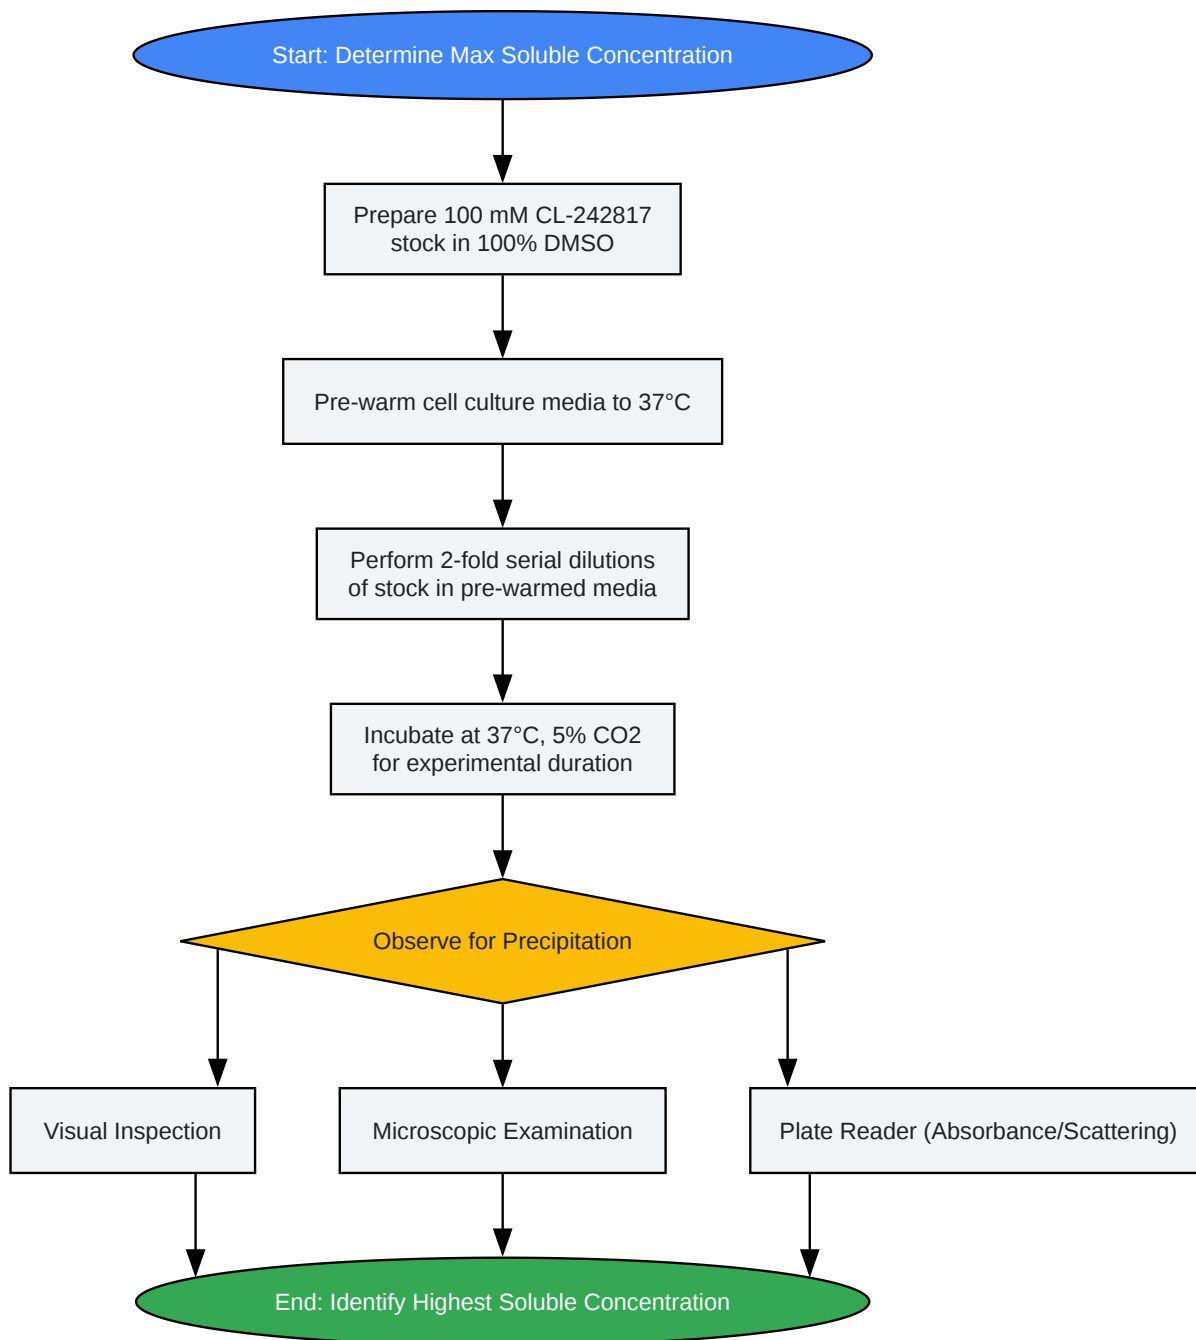 Start: Determine Max Soluble Concentration
Prepare 100 mM CL-242817
stock in 100% DMSO
Pre-warm cell culture media to 37°C
Perform 2-fold serial dilutions
of stock in pre-warmed media
Incubate at 37°C, 5% CO2
for experimental duration
Observe for Precipitation
Visual Inspection
Microscopic Examination
Plate Reader (Absorbance/Scattering)
End: Identify Highest Soluble Concentration